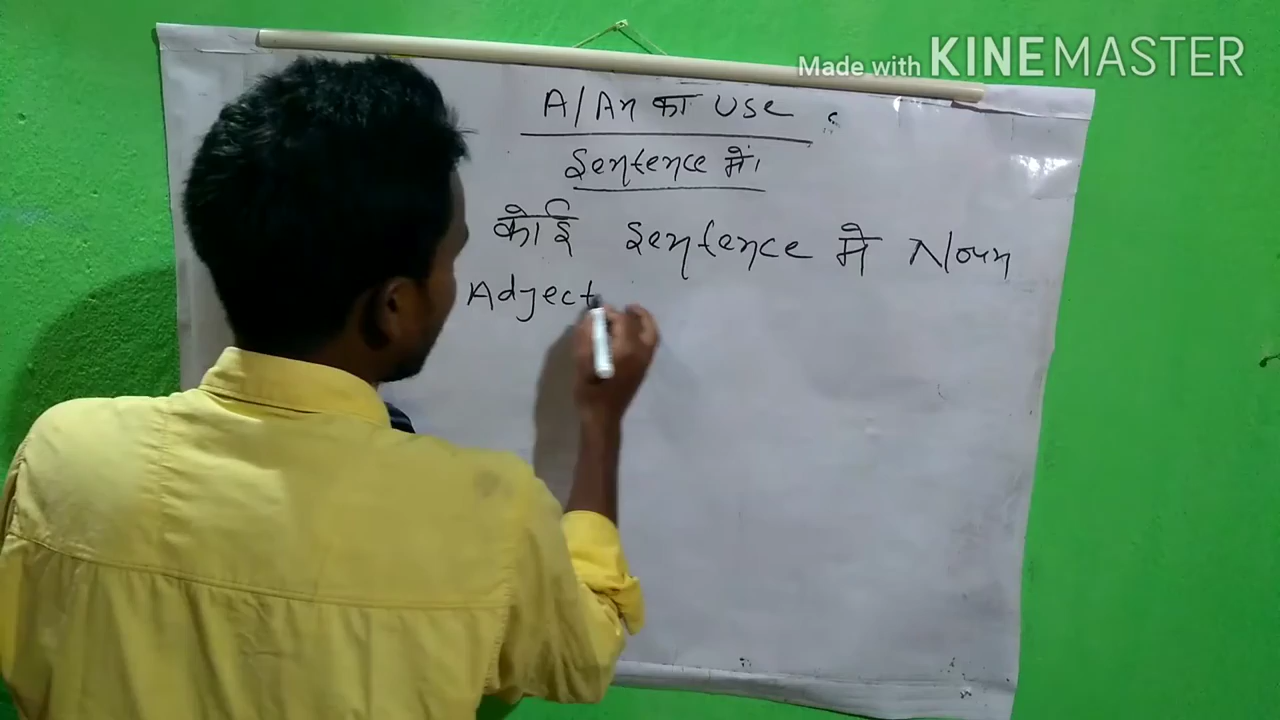 Made with KINEMASTER
A/An का use
Sentence में।
कोई Sentence में Noun
Adject